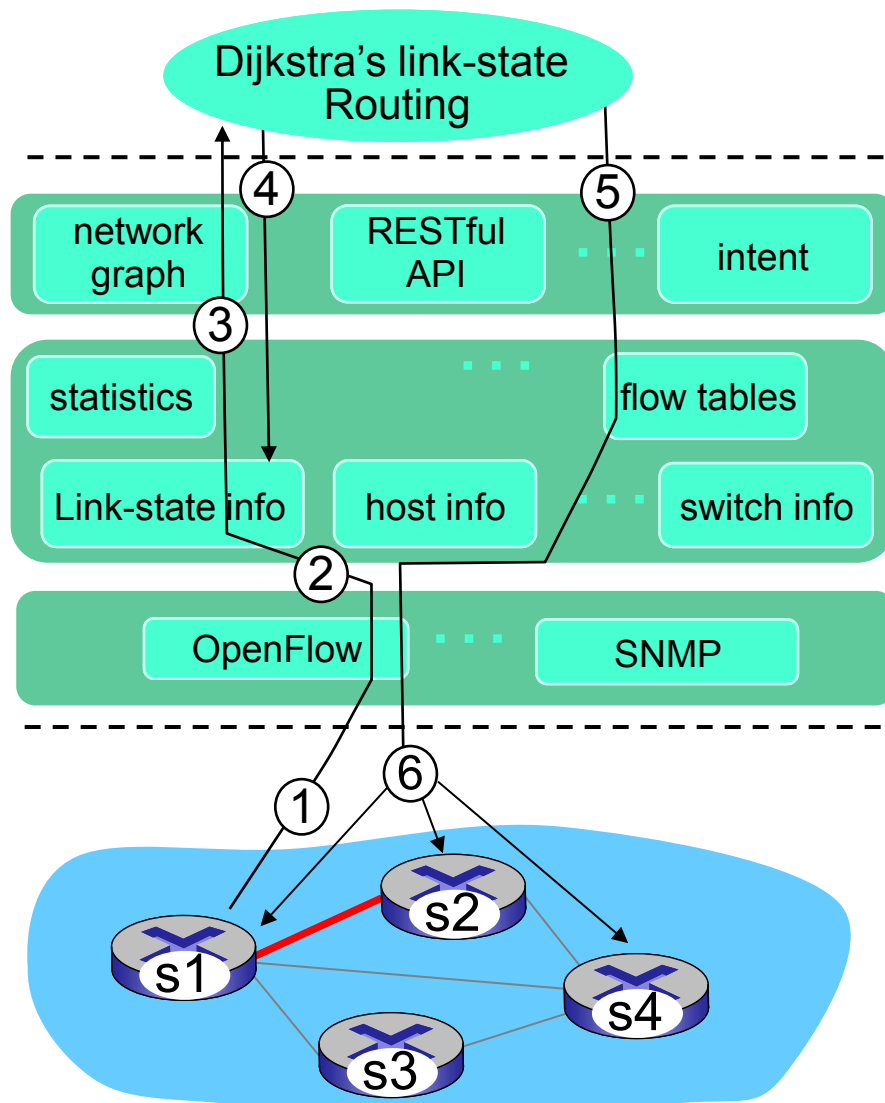 Dijkstra's link-state
Routing
4
5
network
graph
RESTful
API
. . .
intent
3
statistics
. . .
flow tables
Link-state info
host info
. . .
switch info
2
OpenFlow
. . .
SNMP
1
6
s2
s1
s4
s3